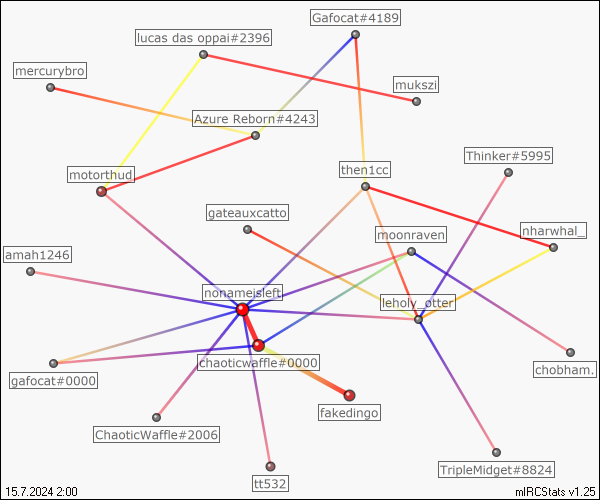 Gafocat#4189
lucas das oppai#2396
mercurybro
mukszi
Azure Reborn#4243
Thinker#5995
motorthud
then1cc
gateauxcatto
nharwhal_
moonraven
amah1246
nonameisleft
leholy_otter
chaoticwaffle#0000
chobham.
gafocat#0000
fakedingo
ChaoticWaffle#2006
TripleMidget#8824
tt532
15.7.2024 2:00
mIRCStats v1.25